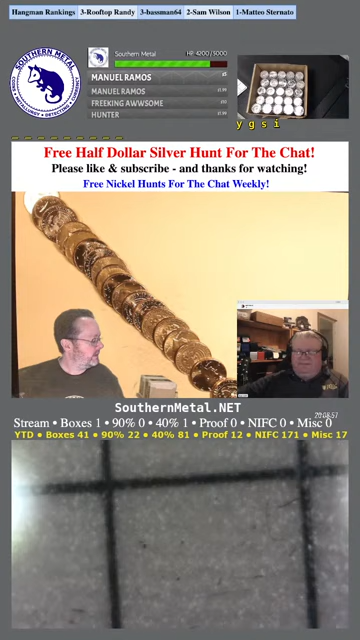 Hangman Rankings 3-Rooftop Randy 3-bassman64 2-Sam Wilson 1-Matteo Sternato
SOUTHERN METAL
Southern Metal HP: 4200/5000
MANUEL RAMOS
MANUEL RAMOS
FREEKING AWWSOME
HUNTER
y g s i
Free Half Dollar Silver Hunt For The Chat!
Please like & subscribe - and thanks for watching!
Free Nickel Hunts For The Chat Weekly!
SouthernMetal.NET
20:08:57
Stream • Boxes 1 • 90% 0 • 40% 1 • Proof 0 • NIFC 0 • Misc 0
YTD • Boxes 41 • 90% 22 • 40% 81 • Proof 12 • NIFC 171 • Misc 17